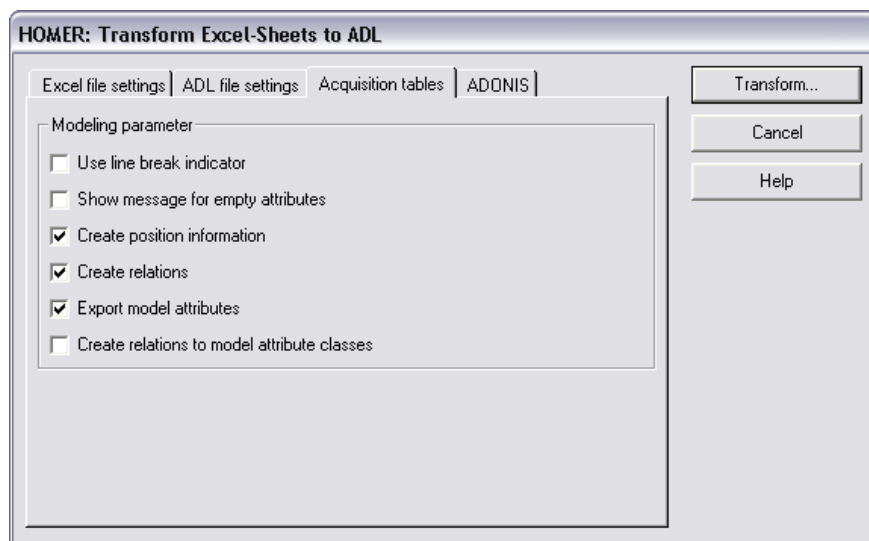 HOMER: Transform Excel-Sheets to ADL
Excel file settings ADL file settings Acquisition tables ADONIS
Transform...
Cancel
Help
Modeling parameter
Use line break indicator
Show message for empty attributes
Create position information
Create relations
Export model attributes
Create relations to model attribute classes